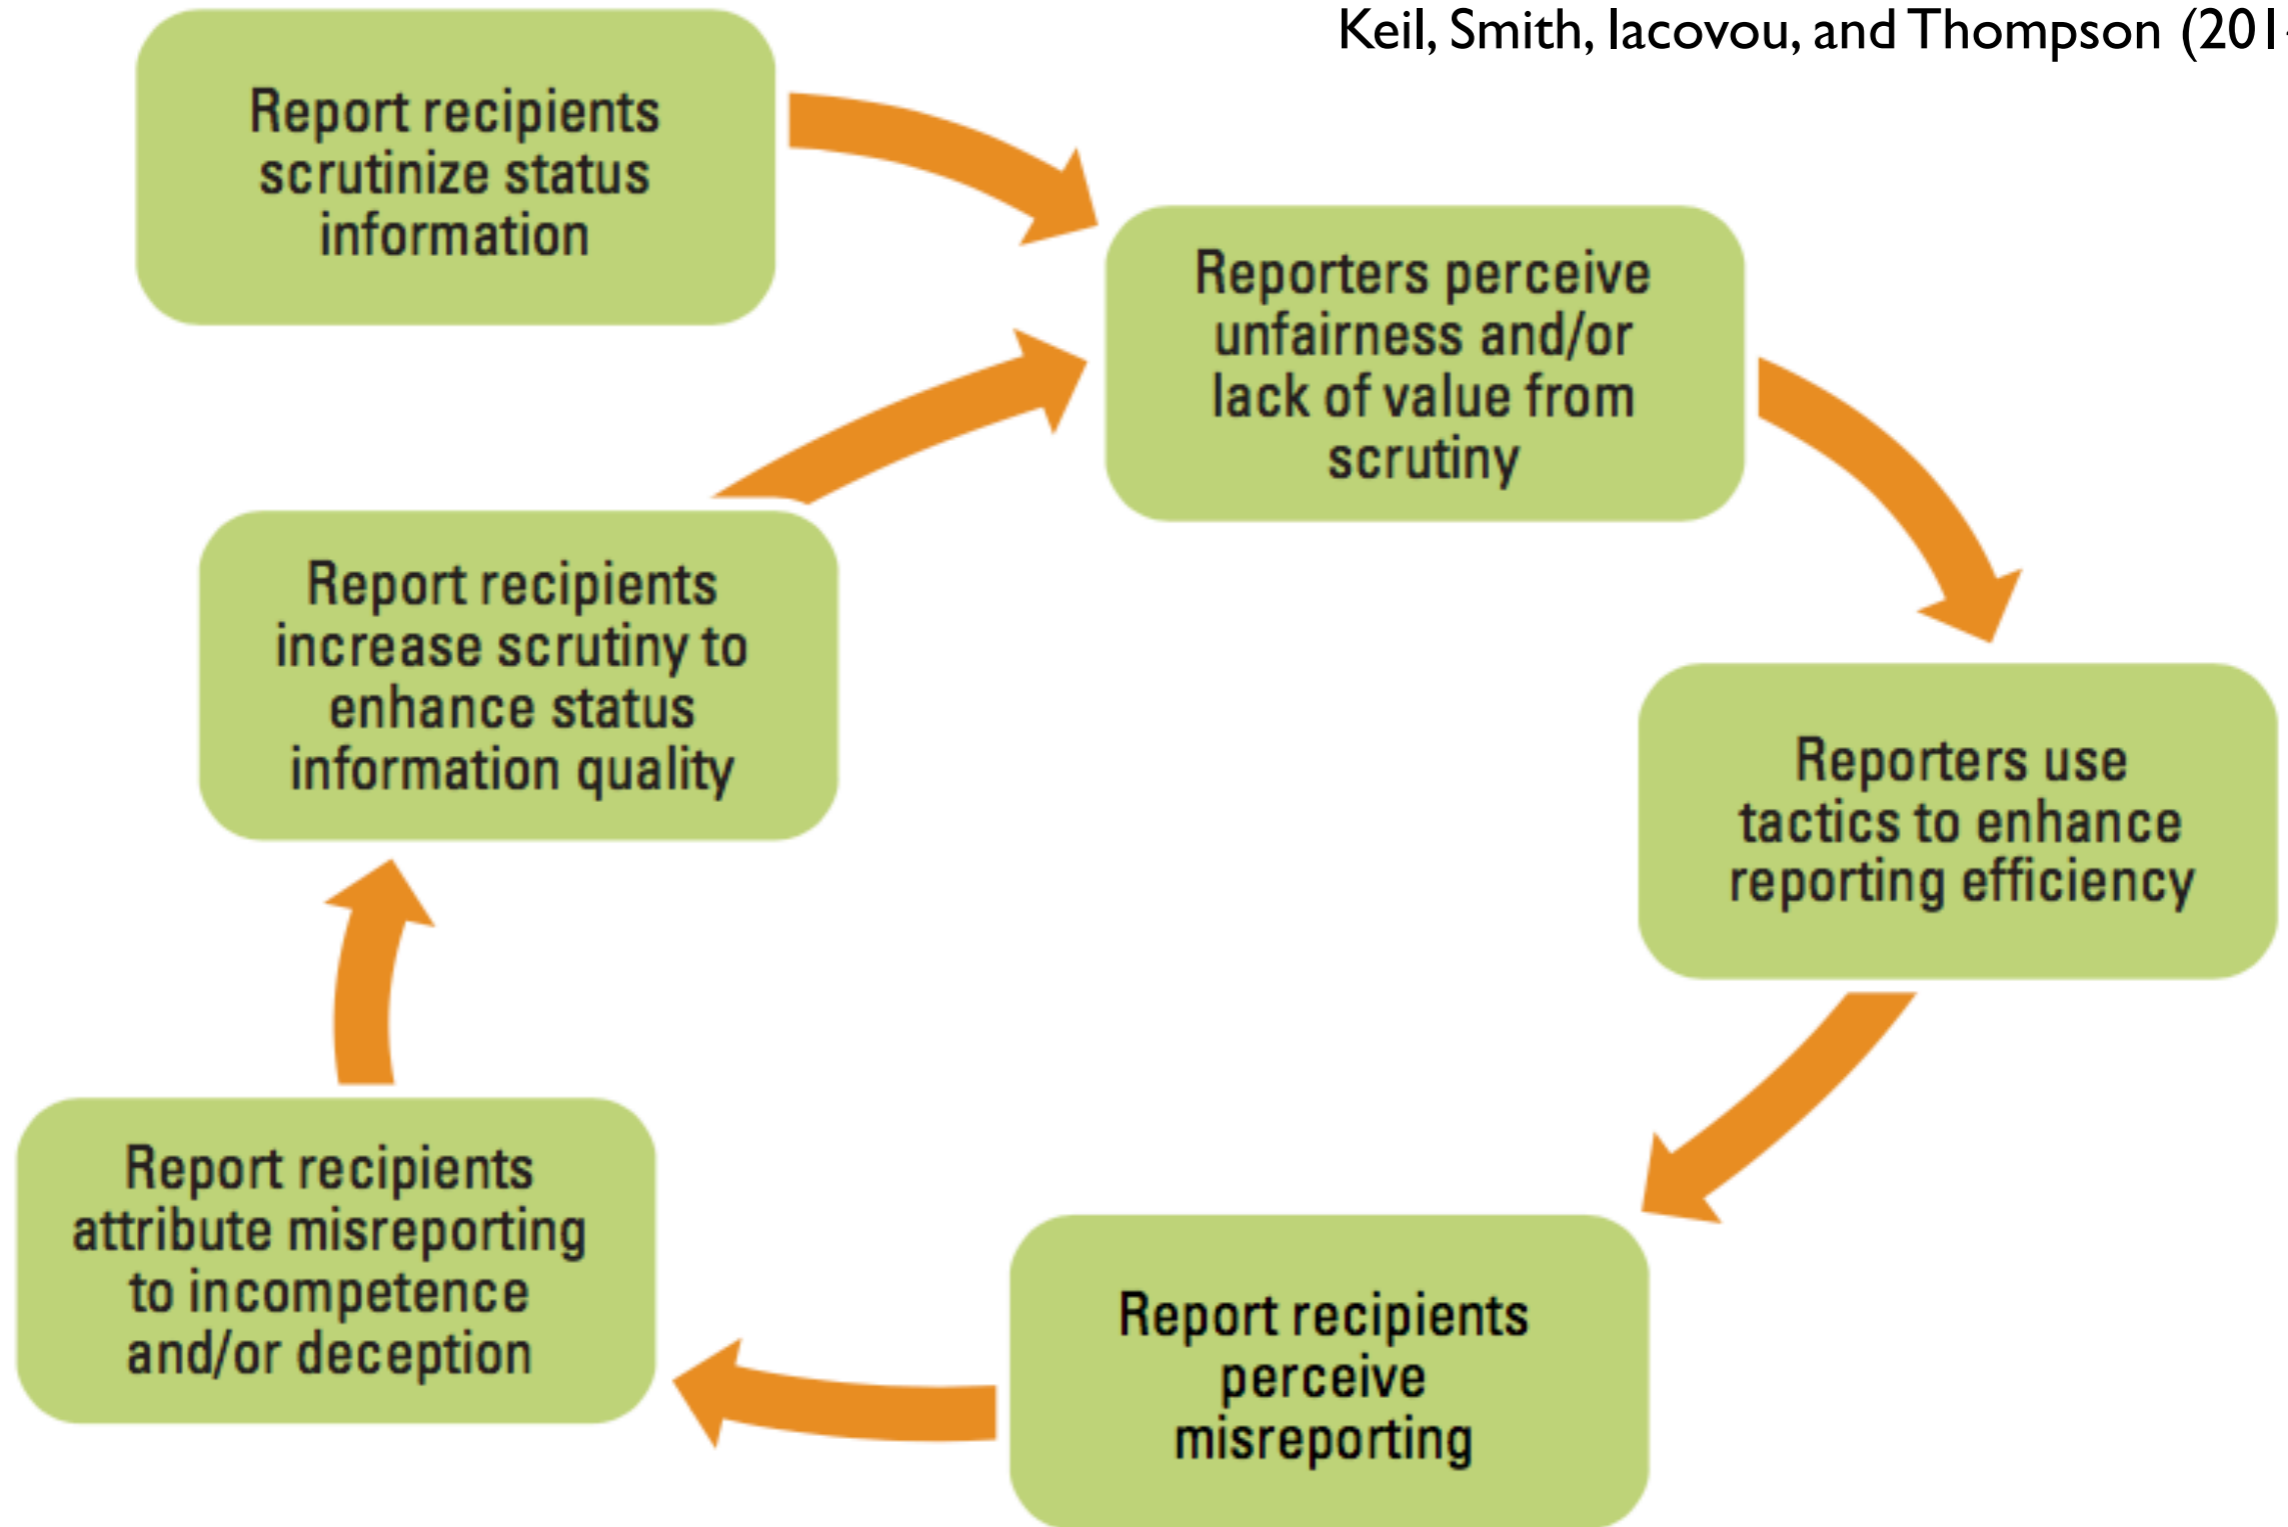 Keil, Smith, Iacovou, and Thompson (201
Report recipients
scrutinize status
information
Reporters perceive
unfairness and/or
lack of value from
scrutiny
Reporters use
tactics to enhance
reporting efficiency
Report recipients
perceive
misreporting
Report recipients
attribute misreporting
to incompetence
and/or deception
Report recipients
increase scrutiny to
enhance status
information quality